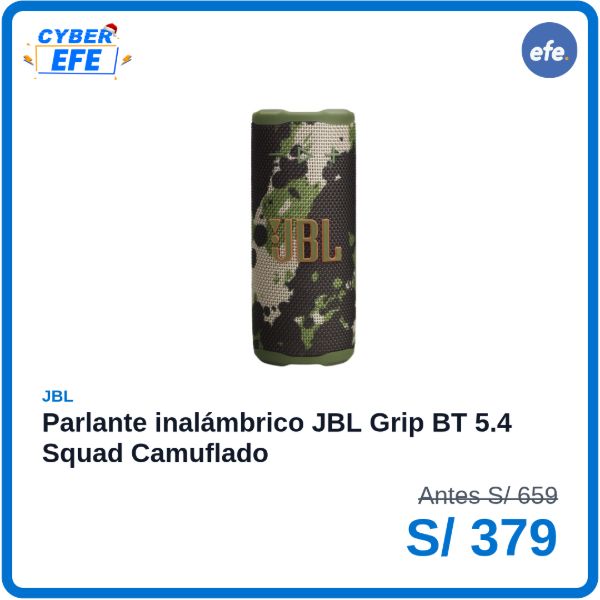 CYBER
EFE
efe.
JBL
JBL
Parlante inalámbrico JBL Grip BT 5.4
Squad Camuflado
Antes S/ 659
S/ 379